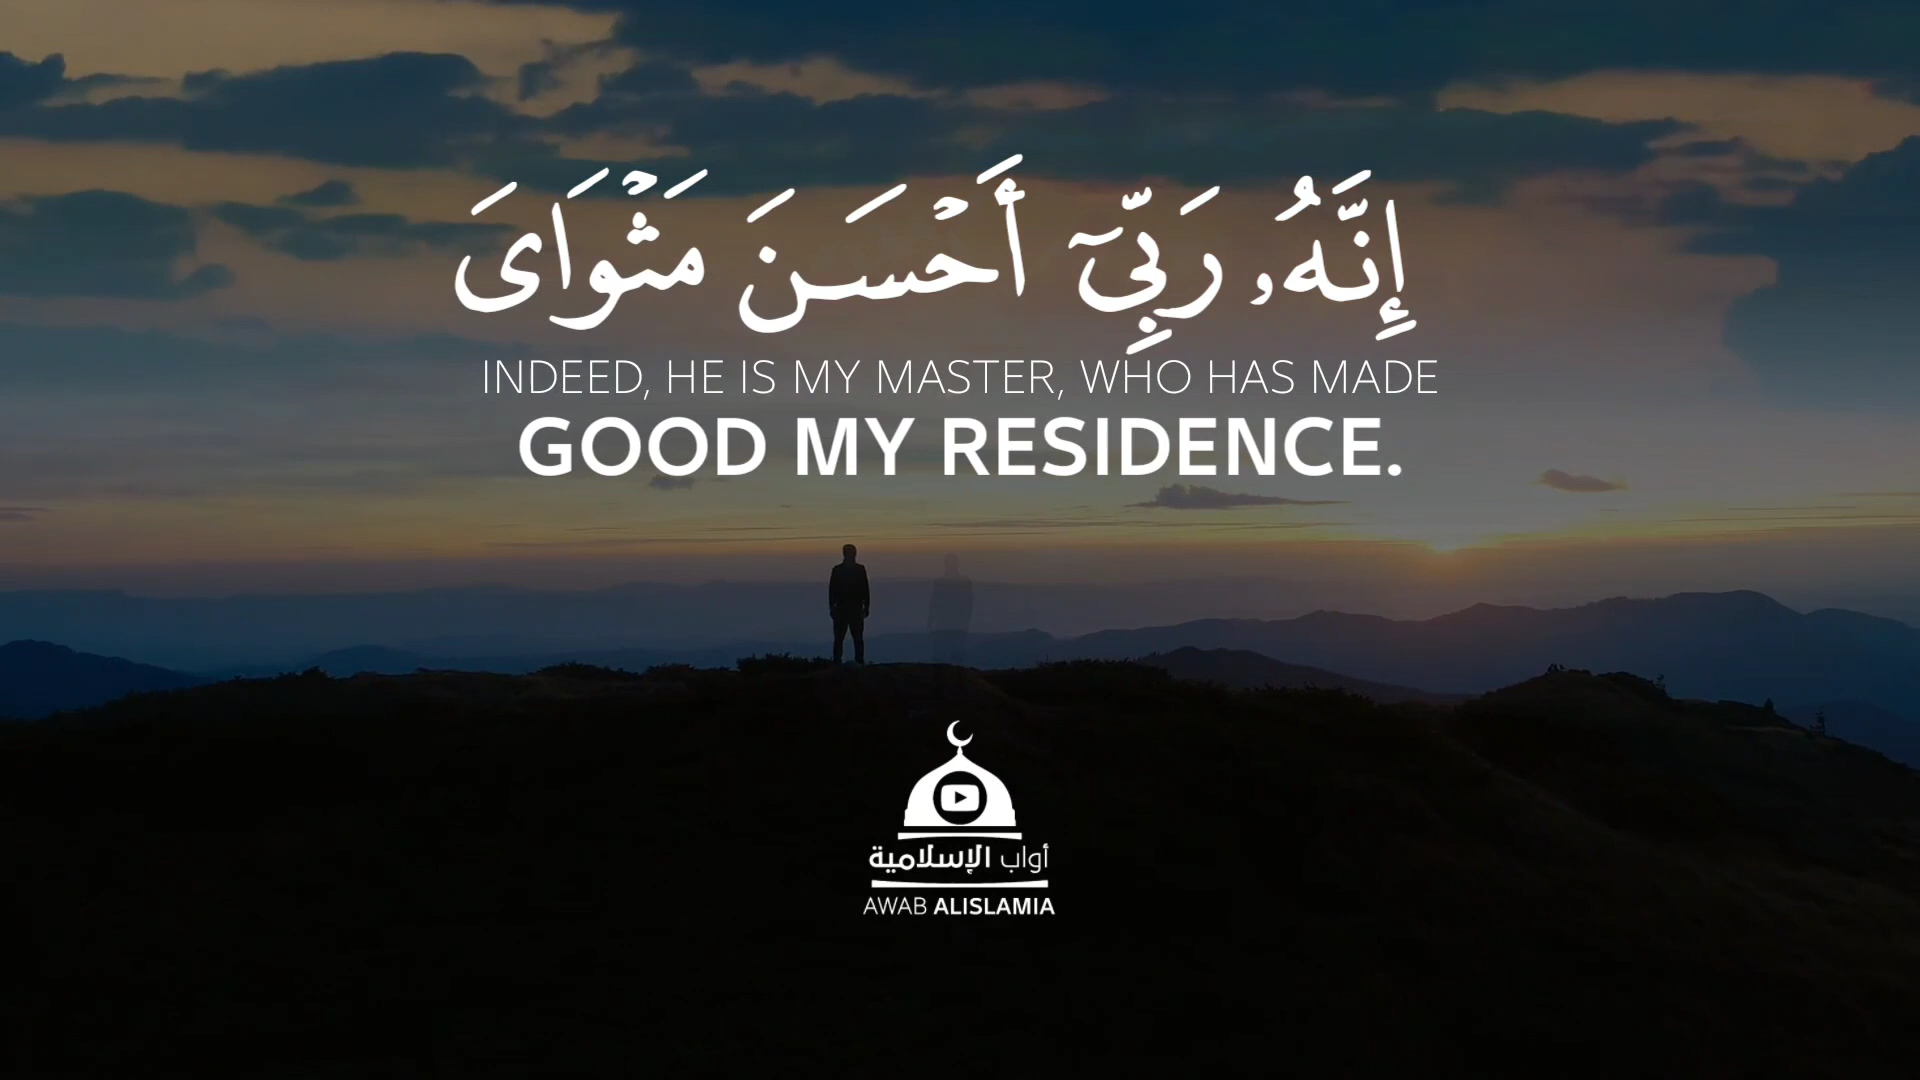 إِنَّهُۥ رَبِّىٓ أَحْسَنَ مَثْوَاىَ
INDEED, HE IS MY MASTER, WHO HAS MADE
GOOD MY RESIDENCE.
أواب الإسلامية
AWAB ALISLAMIA